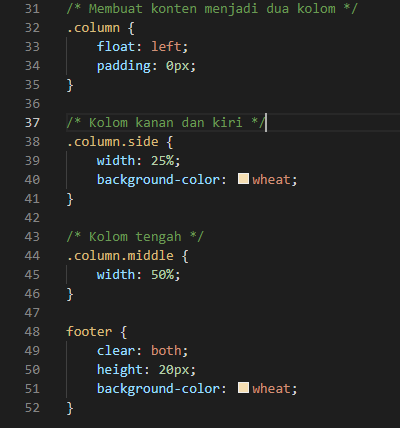 31 /* Membuat konten menjadi dua kolom */
32 .column {
33 float: left;
34 padding: 0px;
35 }
36
37 /* Kolom kanan dan kiri */
38 .column.side {
39 width: 25%;
40 background-color: wheat;
41 }
42
43 /* Kolom tengah */
44 .column.middle {
45 width: 50%;
46 }
47
48 footer {
49 clear: both;
50 height: 20px;
51 background-color: wheat;
52 }